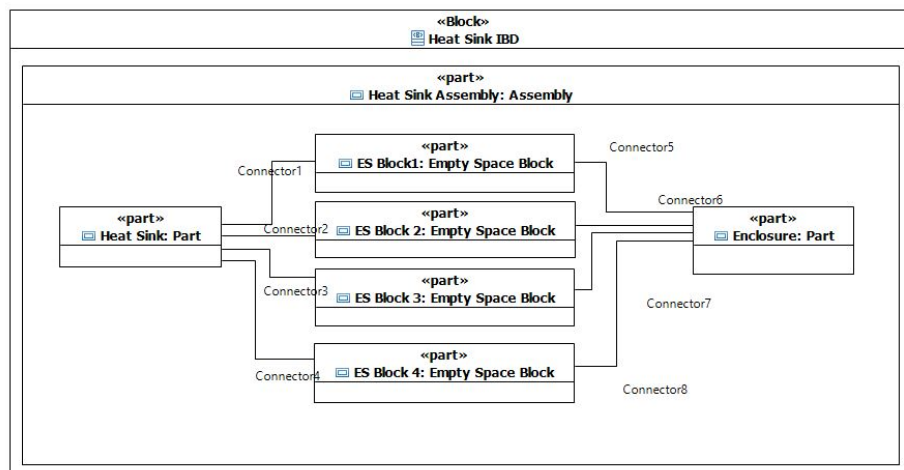 «Block»
Heat Sink IBD
«part»
Heat Sink Assembly: Assembly
«part»
ES Block1: Empty Space Block
Connector5
Connector1
Connector6
«part»
Heat Sink: Part
«part»
ES Block 2: Empty Space Block
Connector2
«part»
Enclosure: Part
«part»
ES Block 3: Empty Space Block
Connector3
Connector7
«part»
ES Block 4: Empty Space Block
Connector4
Connector8